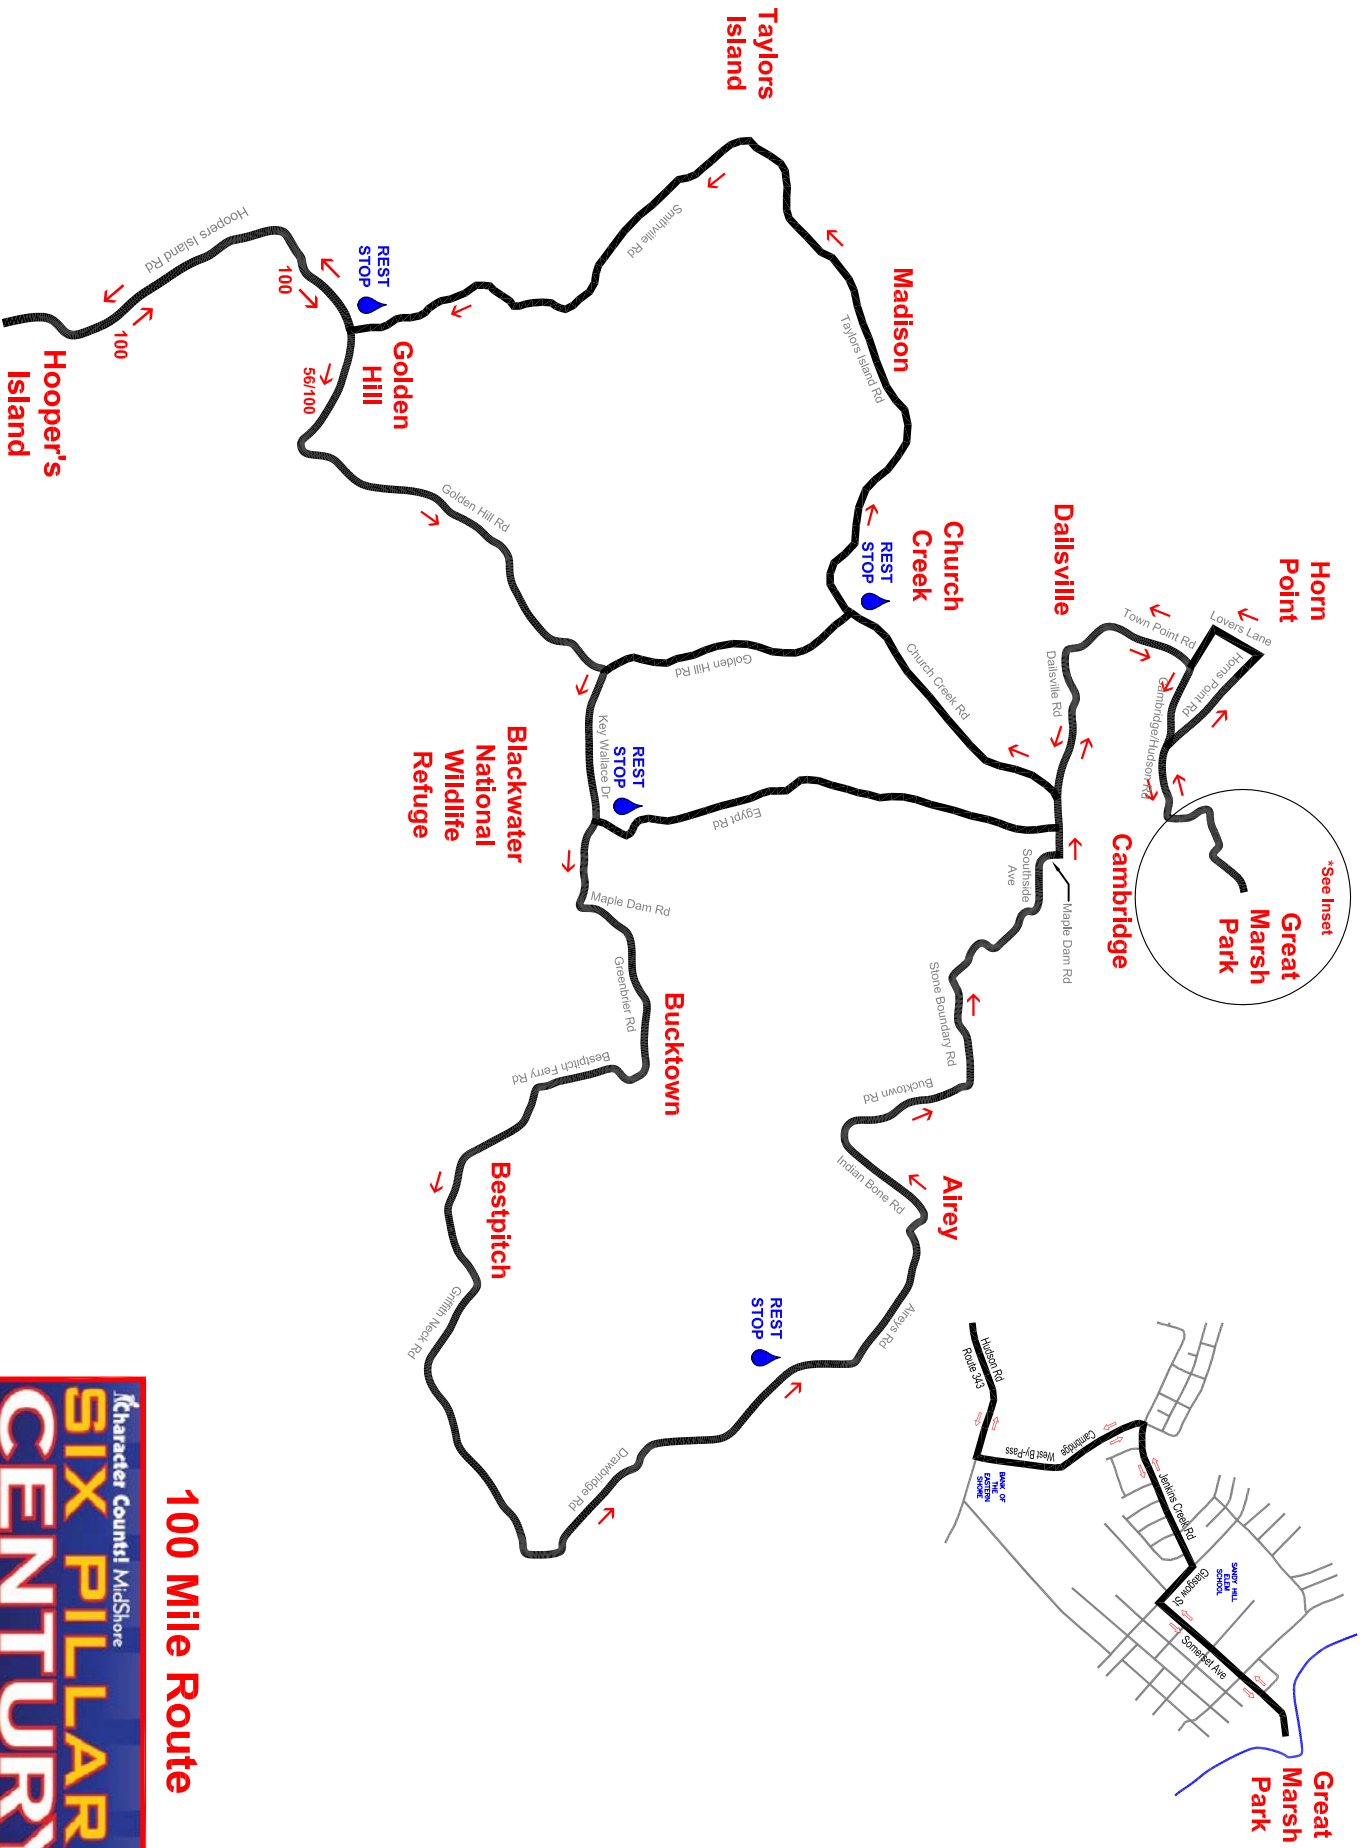 Taylors
Island
Madison
Taylors Island Rd
Smithville Rd
Hoopers Island Rd
REST
STOP
100
100
56/100
Golden
Hill
Hooper's
Island
Golden Hill Rd
Church
Creek
REST
STOP
Golden Hill Rd
Church Creek Rd
Dailsville
Dailsville Rd
Horn
Point
Lovers Lane
Town Point Rd
Horns Point Rd
Cambridge/Hudson Rd
*See Inset
Great
Marsh
Park
Cambridge
Maple Dam Rd
Southside
Ave
Egypt Rd
REST
STOP
Key Wallace Dr
Blackwater
National
Wildlife
Refuge
Maple Dam Rd
Greenbrier Rd
Bucktown
Bestpitch Ferry Rd
Bestpitch
Griffith Neck Rd
Stone Boundary Rd
Bucktown Rd
Indian Bone Rd
Airey
Aireys Rd
REST
STOP
Drawbridge Rd
Hudson Rd
Route 343
Cambridge
West By-Pass
BANK OF
THE
EASTERN
SHORE
Jenkins Creek Rd
SANDY HILL
ELEM
SCHOOL
Glasgow St.
Somerset Ave
Great
Marsh
Park
100 Mile Route
Character Counts! MidShore
SIX PILLAR
CENTURY